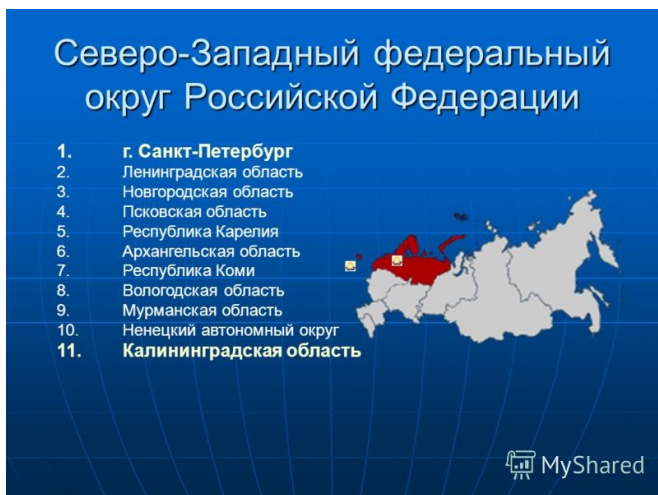 Северо-Западный федеральный
округ Российской Федерации
1. г. Санкт-Петербург
2. Ленинградская область
3. Новгородская область
4. Псковская область
5. Республика Карелия
6. Архангельская область
7. Республика Коми
8. Вологодская область
9. Мурманская область
10. Ненецкий автономный округ
11. Калининградская область
MyShared